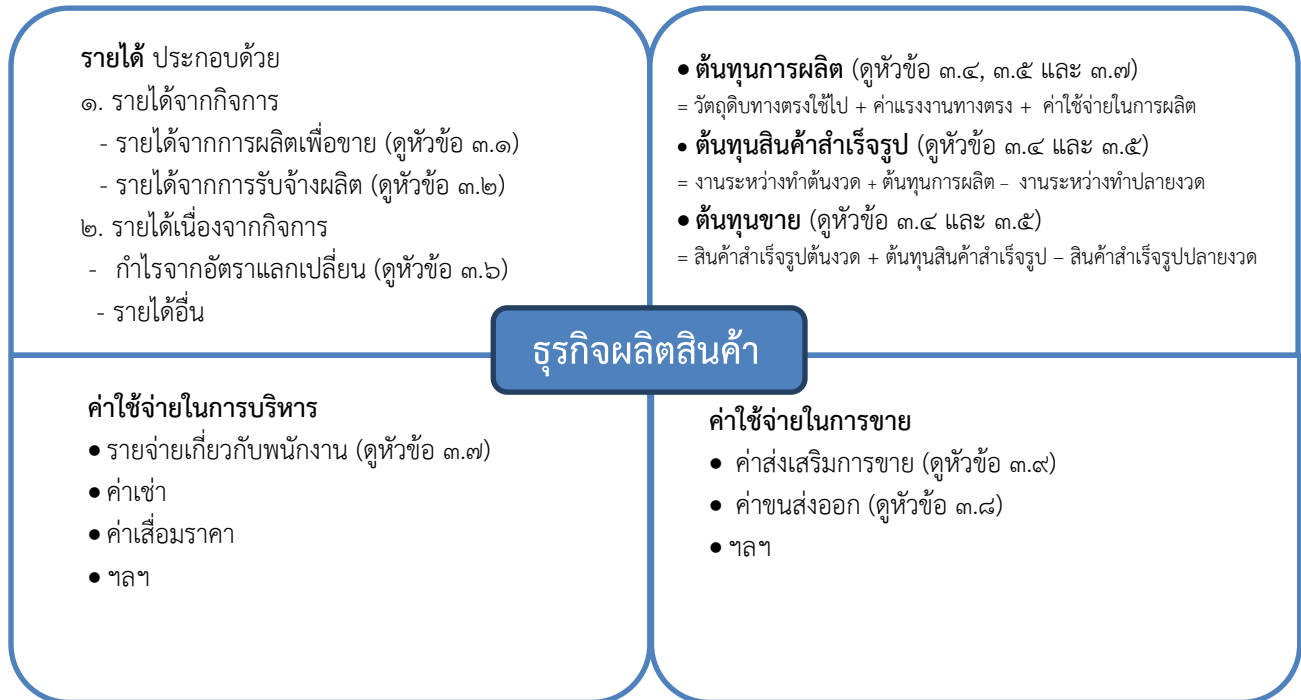 รายได้ ประกอบด้วย
๑. รายได้จากกิจการ
- รายได้จากการผลิตเพื่อขาย (ดูหัวข้อ ๓.๑)
- รายได้จากการรับจ้างผลิต (ดูหัวข้อ ๓.๒)
๒. รายได้เนื่องจากกิจการ
- กำไรจากอัตราแลกเปลี่ยน (ดูหัวข้อ ๓.๖)
- รายได้อื่น
• ต้นทุนการผลิต (ดูหัวข้อ ๓.๔, ๓.๕ และ ๓.๗)
= วัตถุดิบทางตรงใช้ไป + ค่าแรงงานทางตรง + ค่าใช้จ่ายในการผลิต
• ต้นทุนสินค้าสำเร็จรูป (ดูหัวข้อ ๓.๔ และ ๓.๕)
= งานระหว่างทำต้นงวด + ต้นทุนการผลิต – งานระหว่างทำปลายงวด
• ต้นทุนขาย (ดูหัวข้อ ๓.๔ และ ๓.๕)
= สินค้าสำเร็จรูปต้นงวด + ต้นทุนสินค้าสำเร็จรูป – สินค้าสำเร็จรูปปลายงวด
ธุรกิจผลิตสินค้า
ค่าใช้จ่ายในการบริหาร
• รายจ่ายเกี่ยวกับพนักงาน (ดูหัวข้อ ๓.๗)
• ค่าเช่า
• ค่าเสื่อมราคา
• ฯลฯ
ค่าใช้จ่ายในการขาย
• ค่าส่งเสริมการขาย (ดูหัวข้อ ๓.๙)
• ค่าขนส่งออก (ดูหัวข้อ ๓.๘)
• ฯลฯ